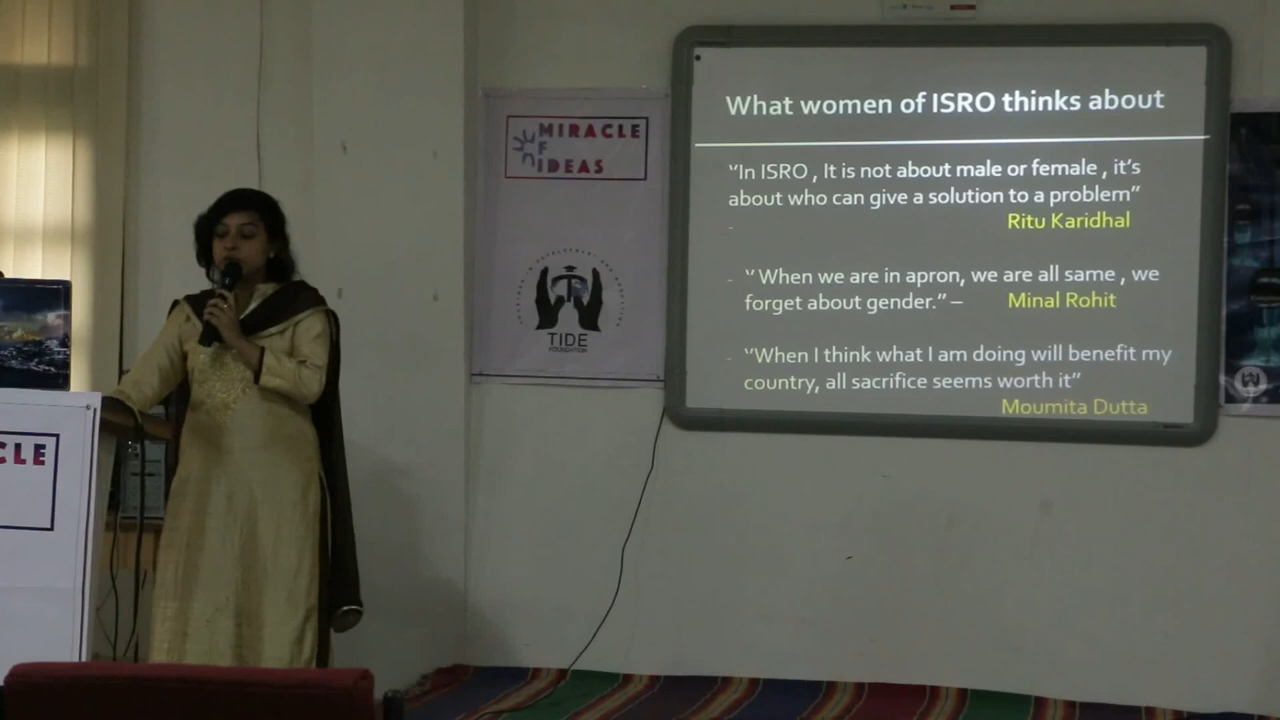 MIRACLE
OF
IDEAS
TIDE
FOUNDATION
CLE
What women of ISRO thinks about
"In ISRO , It is not about male or female , it's
about who can give a solution to a problem"
- Ritu Karidhal
- " When we are in apron, we are all same , we
forget about gender." – Minal Rohit
- "When I think what I am doing will benefit my
country, all sacrifice seems worth it"
Moumita Dutta